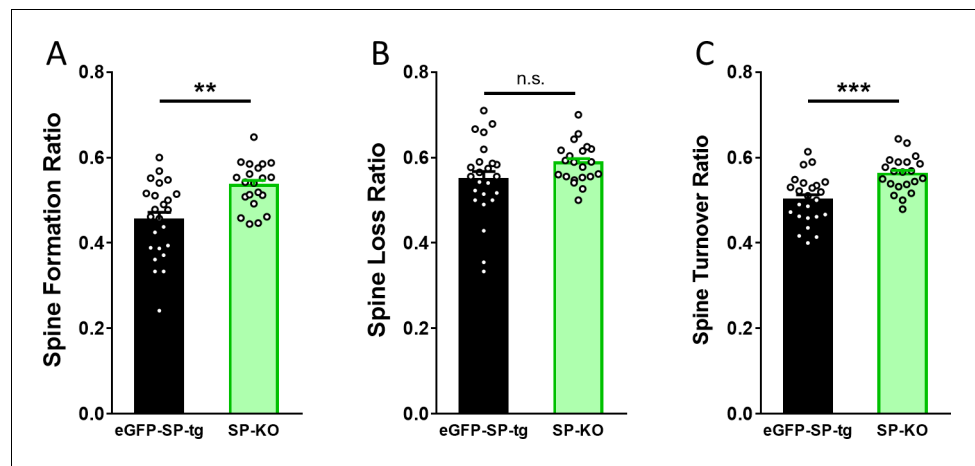 A
Spine Formation Ratio
0.8
0.6
0.4
0.2
0.0
**
eGFP-SP-tg SP-KO
B
Spine Loss Ratio
0.8
0.6
0.4
0.2
0.0
n.s.
eGFP-SP-tg SP-KO
C
Spine Turnover Ratio
0.8
0.6
0.4
0.2
0.0
***
eGFP-SP-tg SP-KO